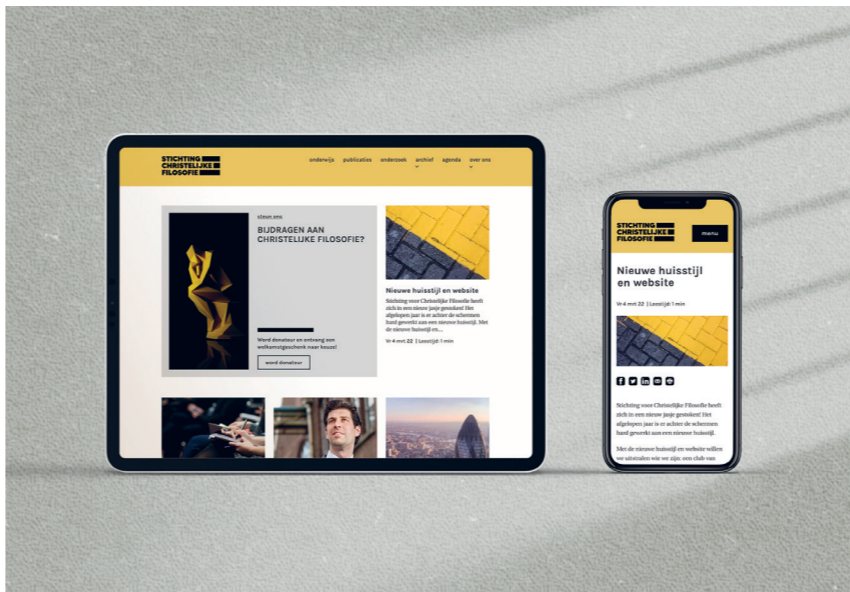 STICHTING
CHRISTELIJKE
FILOSOFIE
onderwijs publicaties onderzoek archief agenda over ons
steun ons
BIJDRAGEN AAN
CHRISTELIJKE FILOSOFIE?
Word donateur en ontvang een
welkomstgeschenk naar keuze!
word donateur
Nieuwe huisstijl en website
Stichting voor Christelijke Filosofie heeft
zich in een nieuw jasje gestoken! Het
afgelopen jaar is er achter de schermen
hard gewerkt aan een nieuwe huisstijl. Met
de nieuwe huisstijl en...
Vr 4 mrt 22 | Leestijd: 1 min
STICHTING
CHRISTELIJKE
FILOSOFIE
menu
Nieuwe huisstijl
en website
Vr 4 mrt 22 | Leestijd: 1 min
Stichting voor Christelijke Filosofie heeft
zich in een nieuw jasje gestoken! Het
afgelopen jaar is er achter de schermen
hard gewerkt aan een nieuwe huisstijl.
Met de nieuwe huisstijl en website willen
we uitstralen wie we zijn: een club van